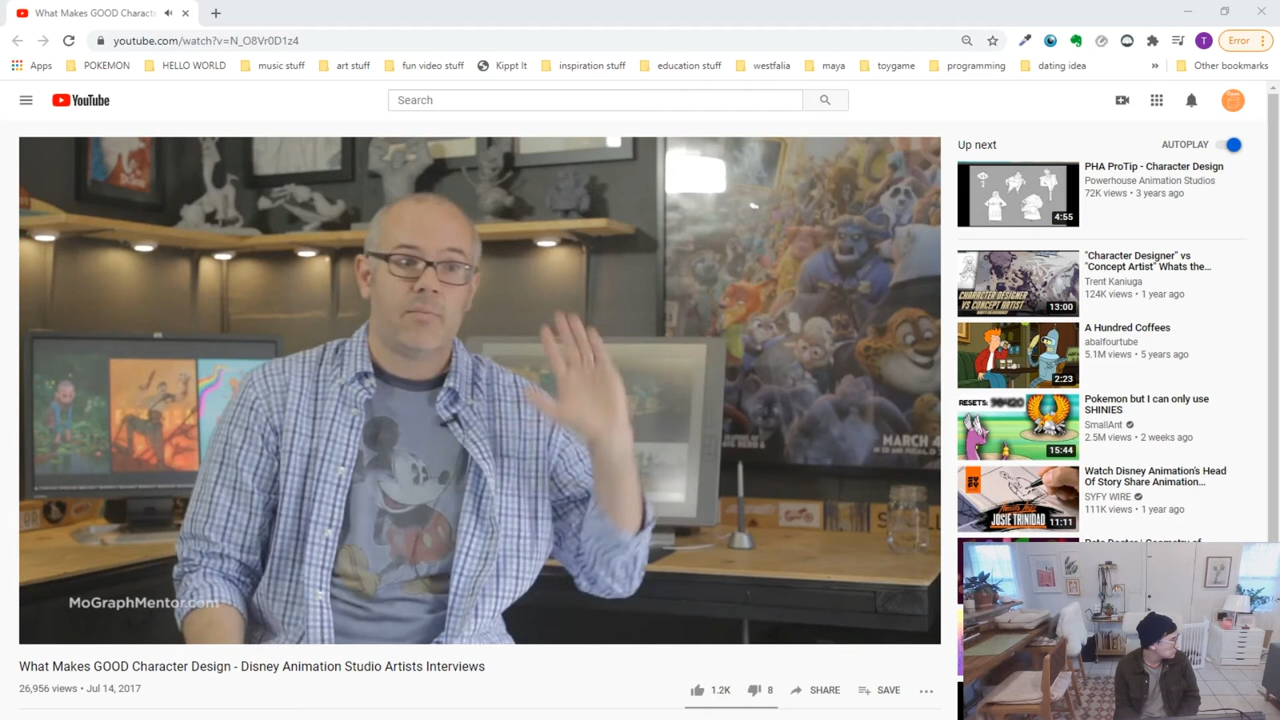 What Makes GOOD Charact
youtube.com/watch?v=N_O8Vr0D1z4
Error
Apps
POKEMON
HELLO WORLD
music stuff
art stuff
fun video stuff
Kippt It
inspiration stuff
education stuff
westfalia
maya
toygame
programming
dating idea
»
Other bookmarks
YouTube
Search
MARCH 4
MoGraphMentor.com
What Makes GOOD Character Design - Disney Animation Studio Artists Interviews
26,956 views • Jul 14, 2017
1.2K
8
SHARE
SAVE
Up next
AUTOPLAY
PHA ProTip - Character Design
Powerhouse Animation Studios
72K views • 3 years ago
4:55
"Character Designer" vs
"Concept Artist" Whats the...
Trent Kaniuga
124K views • 1 year ago
CHARACTER DESIGNER
VS CONCEPT ARTIST
13:00
A Hundred Coffees
abalfourtube
5.1M views • 5 years ago
2:23
Pokemon but I can only use
SHINIES
SmallAnt
2.5M views • 2 weeks ago
RESETS:
15:44
Watch Disney Animation's Head
Of Story Share Animation...
SYFY WIRE
111K views • 1 year ago
SYFY
JOSIE TRINIDAD
11:11
T